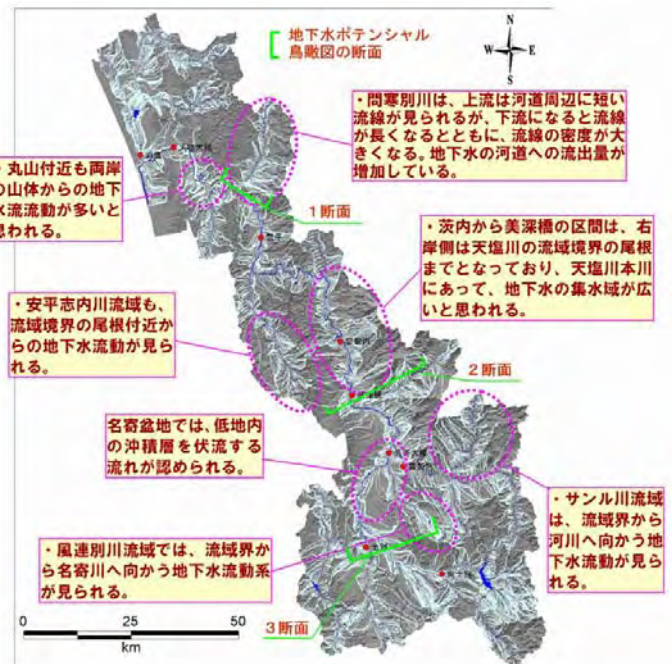 地下水ポテンシャル
鳥瞰図の断面
N
W E
S
・問寒別川は、上流は河道周辺に短い
流線が見られるが、下流になると流線
が長くなるとともに、流線の密度が大
きくなる。地下水の河道への流出量が
増加している。
丸山付近も両岸
の山体からの地下
水流流動が多いと
思われる。
1断面
・茨内から美深橋の区間は、右
岸側は天塩川の流域境界の尾根
までとなっており、天塩川本川
にあって、地下水の集水域が広
いと思われる。
・安平志内川流域も、
流域境界の尾根付近か
らの地下水流動が見ら
れる。
2断面
名寄盆地では、低地内
の沖積層を伏流する
流れが認められる。
・サンル川流域
は、流域界から
河川へ向かう地
下水流動が見ら
れる。
・風連別川流域では、流域界か
ら名寄川へ向かう地下水流動系
が見られる。
3断面
0 25 50
km